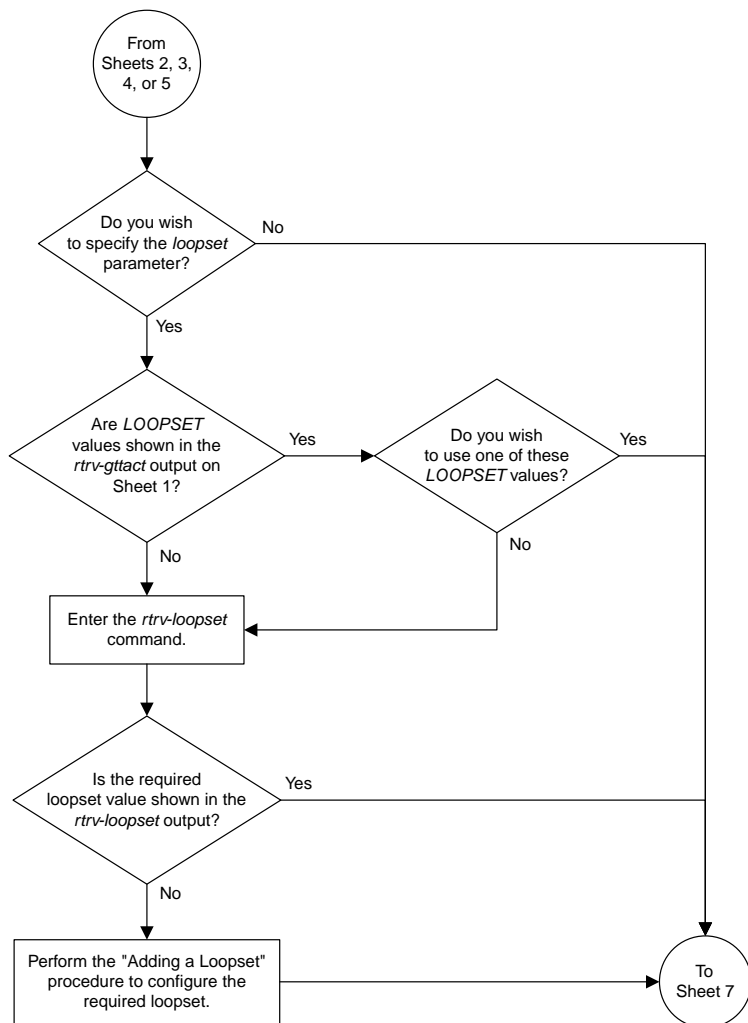 From
Sheets 2, 3,
4, or 5
Do you wish
to specify the loopset
parameter?
No
Yes
Are LOOPSET
values shown in the
rtrv-gttact output on
Sheet 1?
Yes
Do you wish
to use one of these
LOOPSET values?
Yes
No
No
Enter the rtrv-loopset
command.
Is the required
loopset value shown in the
rtrv-loopset output?
Yes
No
Perform the "Adding a Loopset"
procedure to configure the
required loopset.
To
Sheet 7